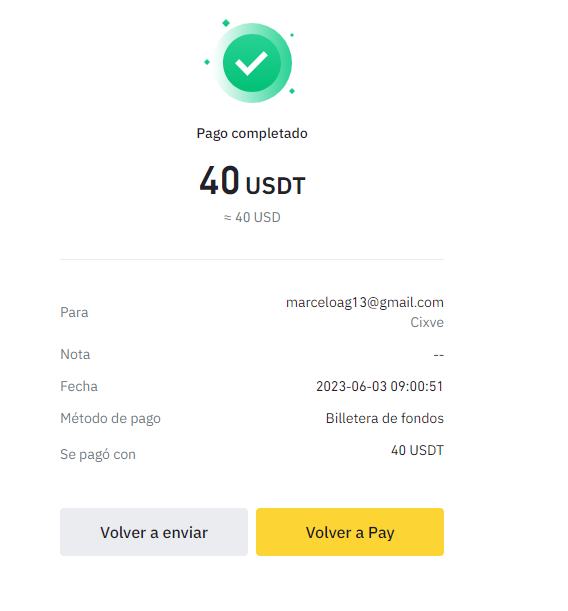 Pago completado
40 USDT
≈ 40 USD
Para
marceloag13@gmail.com
Cixve
Nota
--
Fecha
2023-06-03 09:00:51
Método de pago
Billetera de fondos
Se pagó con
40 USDT
Volver a enviar
Volver a Pay